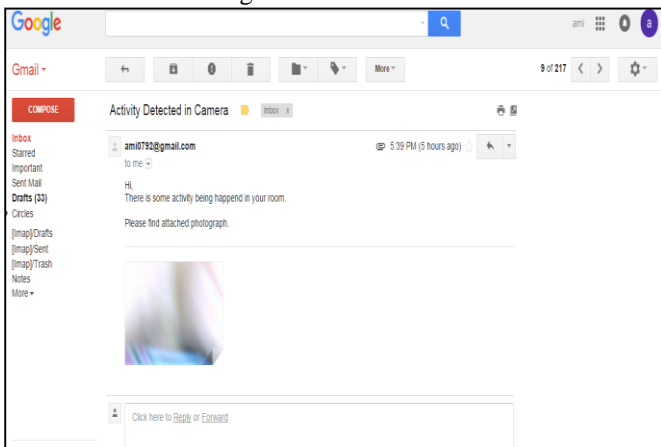 Google
ami
a
Gmail
More
9 of 217
COMPOSE
Activity Detected in Camera
Inbox x
Inbox
Starred
Important
Sent Mail
Drafts (33)
Circles
[Imap]/Drafts
[Imap]/Sent
[Imap]/Trash
Notes
More
ami0792@gmail.com
5:39 PM (5 hours ago)
to me
Hi,
There is some activity being happend in your room.
Please find attached photograph.
Click here to Reply or Forward